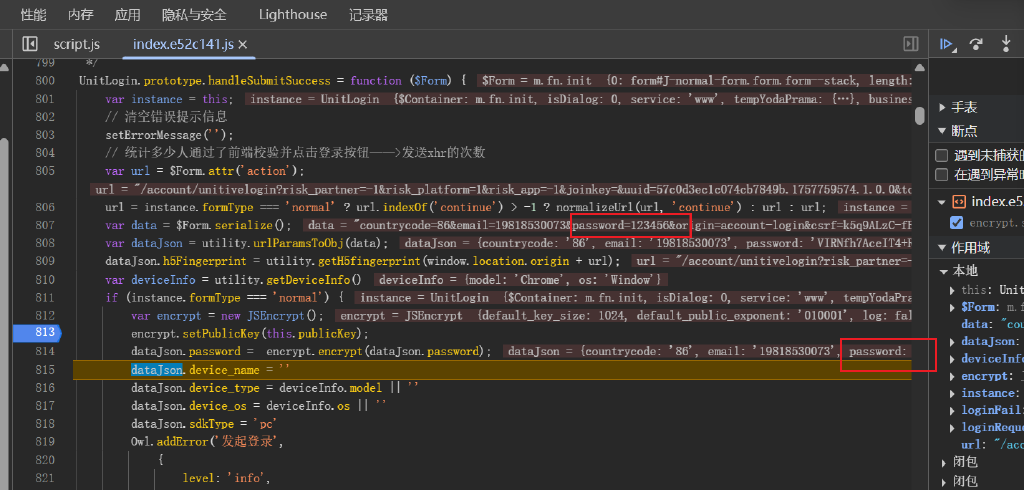 性能 内存 应用 隐私与安全 Lighthouse 记录器
script.js index.e52c141.js
799 */
800 UnitLogin.prototype.handleSubmitSuccess = function ($Form) { $Form = m.fn.init {0: form#J-normal-form.form.form--stack, length:
801 var instance = this; instance = UnitLogin {$Container: m.fn.init, isDialog: 0, service: 'www', tempYodaPrama: {…}, busines
802 // 清空错误提示信息
803 setErrorMessage('');
804 // 统计多少人通过了前端校验并点击登录按钮---->发送xhr的次数
805 var url = $Form.attr('action');
url = "/account/unitivelogin?risk_partner=-1&risk_platform=1&risk_app=-1&joinkey=&uuid=57c0d3ec1c074cb7849b.1757759574.1.0.0&to
806 url = instance.formType === 'normal' ? url.indexOf('continue') > -1 ? normalizeUrl(url, 'continue') : url : url; instance =
807 var data = $Form.serialize(); data = "countrycode=86&email=19818530073&password=123456&origin=account-login&csrf=k5q9ALzC-fH
808 var dataJson = utility.urlParamsToObj(data); dataJson = {countrycode: '86', email: '19818530073', password: 'VIRNfh7AceIT4+H
809 dataJson.h5Fingerprint = utility.getH5fingerprint(window.location.origin + url); url = "/account/unitivelogin?risk_partner=-
810 var deviceInfo = utility.getDeviceInfo() deviceInfo = {model: 'Chrome', os: 'Window'}
811 if (instance.formType === 'normal') { instance = UnitLogin {$Container: m.fn.init, isDialog: 0, service: 'www', tempYodaPrama
812 var encrypt = new JSEncrypt(); encrypt = JSEncrypt {default_key_size: 1024, default_public_exponent: '010001', log: fal
813 encrypt.setPublicKey(this.publicKey);
814 dataJson.password = encrypt.encrypt(dataJson.password); dataJson = {countrycode: '86', email: '19818530073', password:
815 dataJson.device_name = ''
816 dataJson.device_type = deviceInfo.model || ''
817 dataJson.device_os = deviceInfo.os || ''
818 dataJson.sdkType = 'pc'
819 Owl.addError('发起登录',
820 {
821 level: 'info',
手表
断点
遇到未捕获的
在遇到异常时
index.e5
encrypt.
作用域
本地
this: Unit
$Form: m.f
data: "cou
dataJson:
deviceInfo
encrypt:
instance:
loginFail:
loginReque
url: "/acc
闭包
闭包